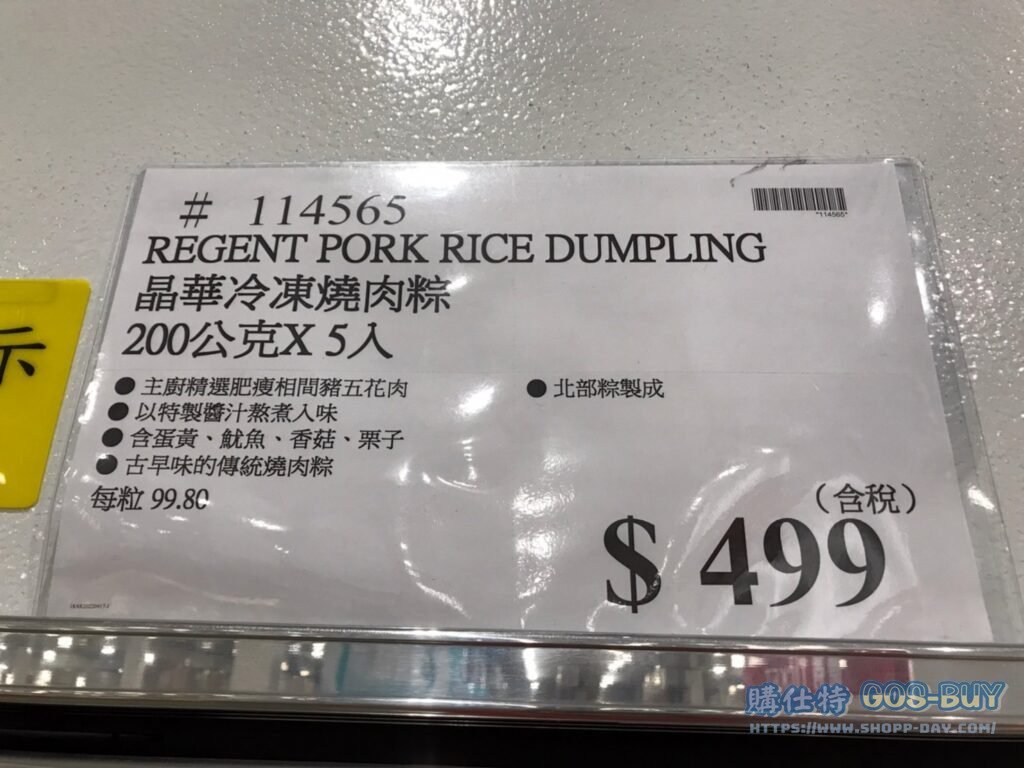 # 114565
*114565*
REGENT PORK RICE DUMPLING
晶華冷凍燒肉粽
200公克X 5入
示
● 主廚精選肥瘦相間豬五花肉
● 北部粽製成
● 以特製醬汁熬煮入味
● 含蛋黃、魷魚、香菇、栗子
● 古早味的傳統燒肉粽
每粒 99.80
（含稅）
$ 499
購仕特 GOS-BUY
HTTPS://WWW.SHOPP-DAY.COM/